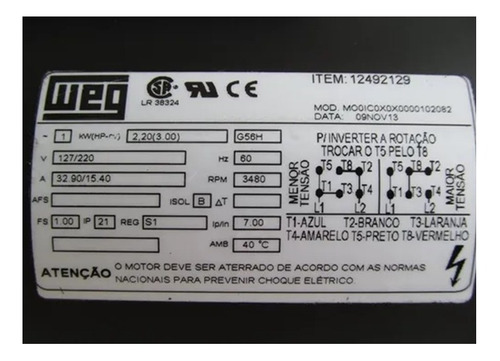 WEG
LR 38324
ITEM: 12492129
MOD. MO0IC0X0X0000102082
DATA: 09NOV13
~ 1 kW(HP-cv) 2,20(3.00) G56H
V 127/220 Hz 60
A 32.90/15.40 RPM 3480
AFS ISOL B ΔT
FS 1.00 IP 21 REG S1 Ip/In 7.00
AMB 40 °C
P/ INVERTER A ROTAÇÃO
TROCAR O T5 PELO T8
MENOR TENSÃO
T5 T8 T2
T1 T3 T4
L1 L2
T5 T8 T2
T1 T3 T4
L1 L2
MAIOR TENSÃO
T1-AZUL T2-BRANCO T3-LARANJA
T4-AMARELO T5-PRETO T8-VERMELHO
ATENÇÃO O MOTOR DEVE SER ATERRADO DE ACORDO COM AS NORMAS
NACIONAIS PARA PREVENIR CHOQUE ELÉTRICO.